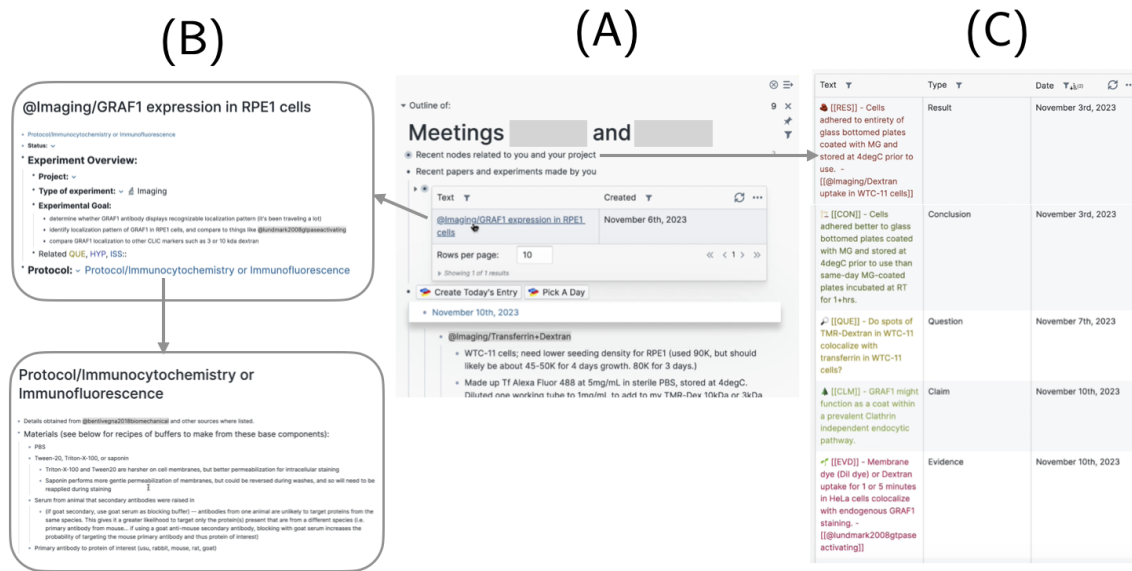 (B)
(A)
(C)
@Imaging/GRAF1 expression in RPE1 cells
Protocol/Immunocytochemistry or Immunofluorescence
Status:
Experiment Overview:
Project:
Type of experiment: Imaging
Experimental Goal:
determine whether GRAF1 antibody displays recognizable localization pattern (it's been traveling a lot)
identify localization pattern of GRAF1 in RPE1 cells, and compare to things like @lundmark2008gtpaseactivating
compare GRAF1 localization to other CLIC markers such as 3 or 10 kda dextran
Related QUE, HYP, ISS::
Protocol: Protocol/Immunocytochemistry or Immunofluorescence
Protocol/Immunocytochemistry or
Immunofluorescence
Details obtained from @bentivegna2018biomechanical and other sources where listed.
Materials (see below for recipes of buffers to make from these base components):
PBS
Tween-20, Triton-X-100, or saponin
Triton-X-100 and Tween20 are harsher on cell membranes, but better permeabilization for intracellular staining
Saponin performs more gentle permeabilization of membranes, but could be reversed during washes, and so will need to be
reapplied during staining
Serum from animal that secondary antibodies were raised in
(if goat secondary, use goat serum as blocking buffer) — antibodies from one animal are unlikely to target proteins from the
same species. This gives it a greater likelihood to target only the protein(s) present that are from a different species (i.e.
primary antibody from mouse... if using a goat anti-mouse secondary antibody, blocking with goat serum increases the
probability of targeting the mouse primary antibody and thus protein of interest)
Primary antibody to protein of interest (usu, rabbit, mouse, rat, goat)
Outline of:
9
Meetings and
Recent nodes related to you and your project
Recent papers and experiments made by you
Text Created
@Imaging/GRAF1 expression in RPE1 November 6th, 2023
cells
Rows per page: 10 « < 1 > »
Showing 1 of 1 results
Create Today's Entry Pick A Day
November 10th, 2023
@Imaging/Transferrin+Dextran
WTC-11 cells; need lower seeding density for RPE1 (used 90K, but should
likely be about 45-50K for 4 days growth. 80K for 3 days.)
Made up Tf Alexa Fluor 488 at 5mg/mL in sterile PBS, stored at 4degC.
Diluted one working tube to 1mg/mL to add to my TMR-Dex 10kDa or 3kDa
Text Type Date
[[RES]] - Cells Result November 3rd, 2023
adhered to entirety of
glass bottomed plates
coated with MG and
stored at 4degC prior to
use. -
[[@Imaging/Dextran
uptake in WTC-11 cells]]
[[CON]] - Cells Conclusion November 3rd, 2023
adhered better to glass
bottomed plates coated
with MG and stored at
4degC prior to use than
same-day MG-coated
plates incubated at RT
for 1+hrs.
[[QUE]] - Do spots of Question November 7th, 2023
TMR-Dextran in WTC-11
colocalize with
transferrin in WTC-11
cells?
[[CLM]] - GRAF1 might Claim November 10th, 2023
function as a coat within
a prevalent Clathrin
independent endocytic
pathway.
[[EVD]] - Membrane Evidence November 10th, 2023
dye (Dil dye) or Dextran
uptake for 1 or 5 minutes
in HeLa cells colocalize
with endogenous GRAF1
staining. -
[[@lundmark2008gtpase
activating]]